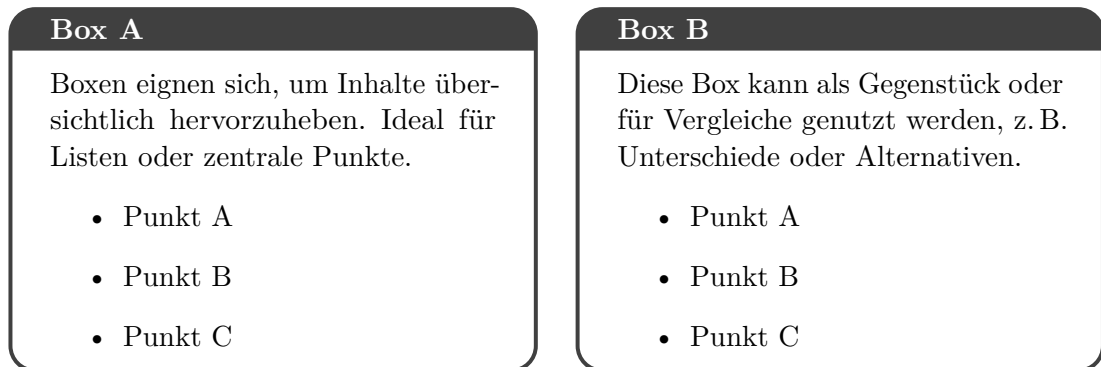 Box A
Boxen eignen sich, um Inhalte über-
sichtlich hervorzuheben. Ideal für
Listen oder zentrale Punkte.
• Punkt A
• Punkt B
• Punkt C
Box B
Diese Box kann als Gegenstück oder
für Vergleiche genutzt werden, z. B.
Unterschiede oder Alternativen.
• Punkt A
• Punkt B
• Punkt C